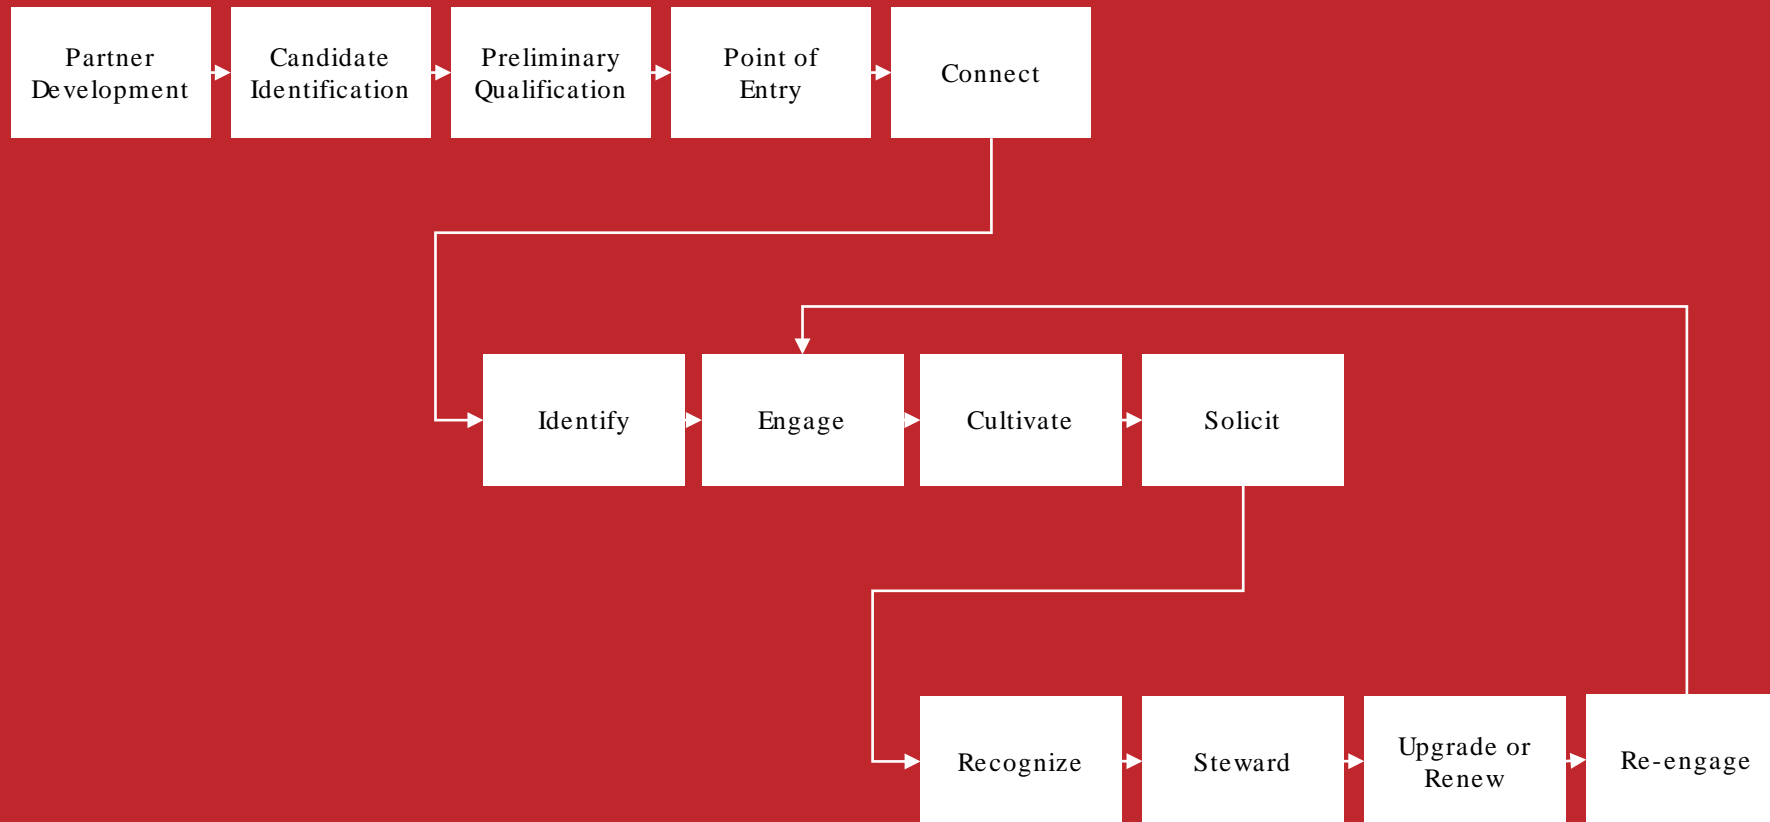 Partner
Development
Candidate
Identification
Preliminary
Qualification
Point of
Entry
Connect
Identify
Engage
Cultivate
Solicit
Recognize
Steward
Upgrade or
Renew
Re-engage